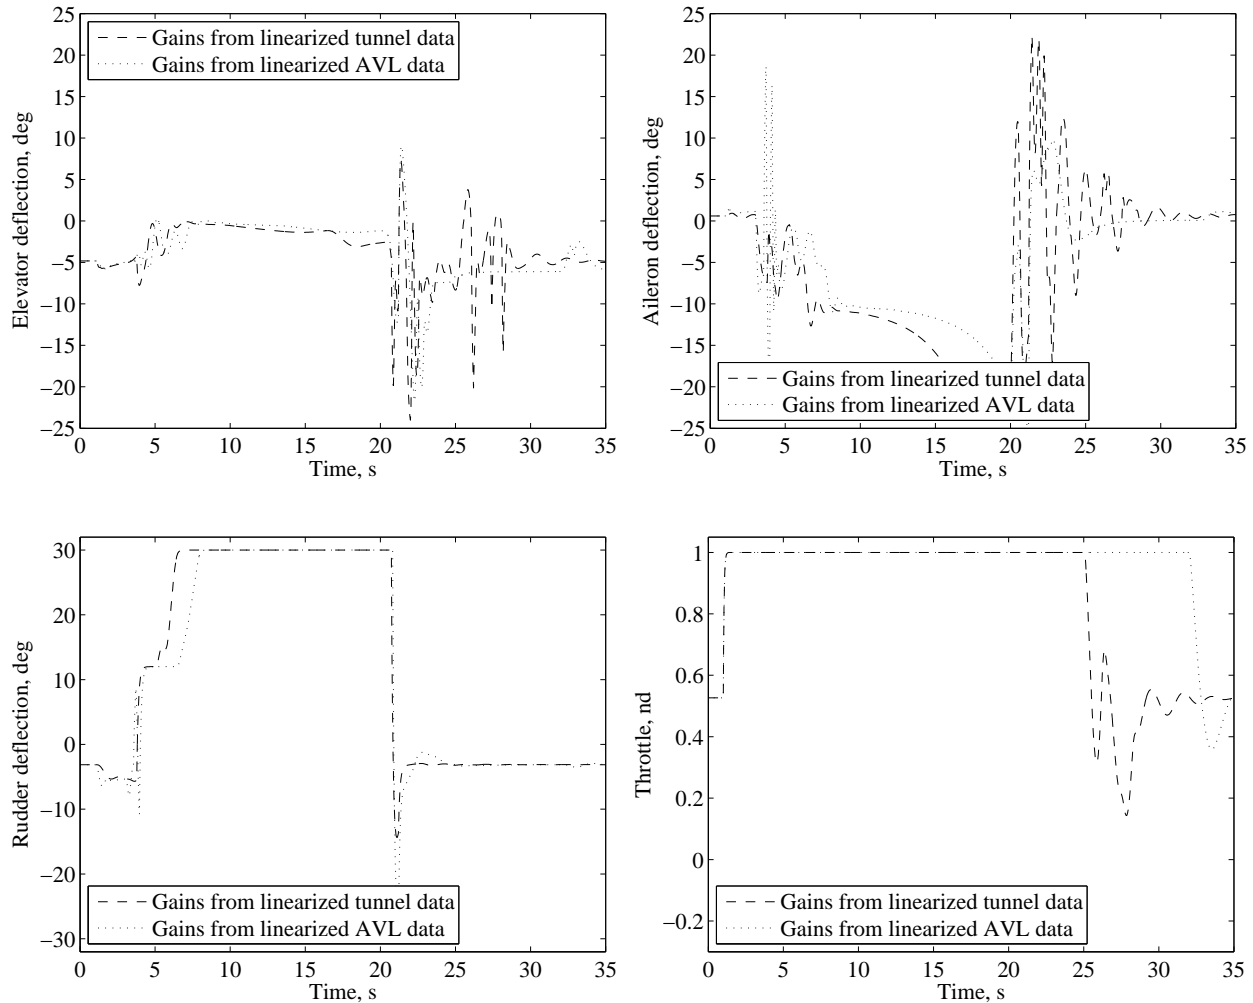 25
20
15
10
5
0
−5
−10
−15
−20
−25
Elevator deflection, deg
Gains from linearized tunnel data
Gains from linearized AVL data
0 5 10 15 20 25 30 35
Time, s
25
20
15
10
5
0
−5
−10
−15
−20
−25
Aileron deflection, deg
Gains from linearized tunnel data
Gains from linearized AVL data
0 5 10 15 20 25 30 35
Time, s
30
20
10
0
−10
−20
−30
Rudder deflection, deg
Gains from linearized tunnel data
Gains from linearized AVL data
0 5 10 15 20 25 30 35
Time, s
1
0.8
0.6
0.4
0.2
0
−0.2
Throttle, nd
Gains from linearized tunnel data
Gains from linearized AVL data
0 5 10 15 20 25 30 35
Time, s